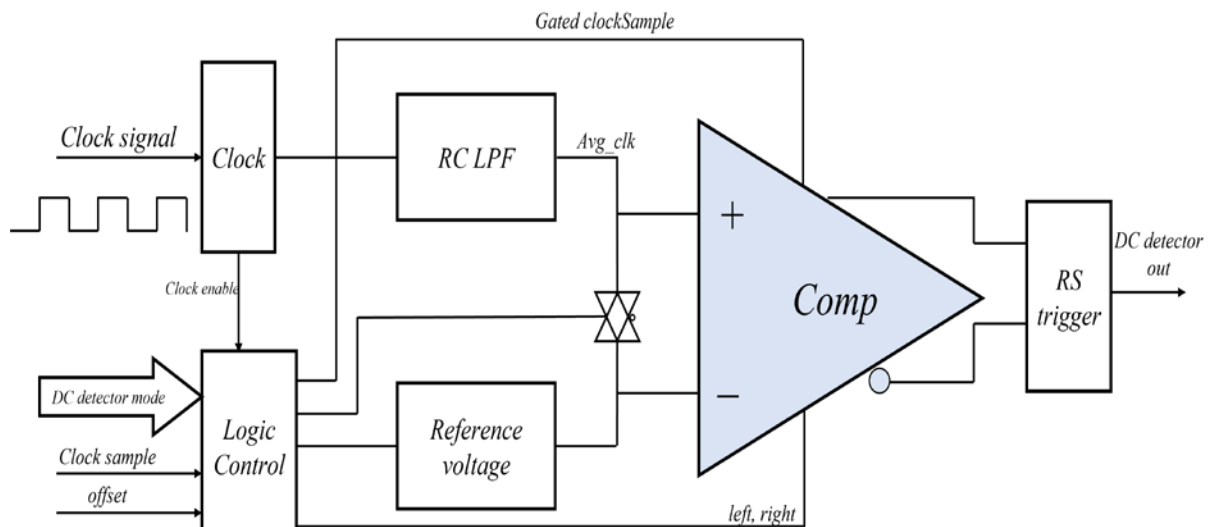 Gated clockSample
Clock signal
Clock
RC LPF
Avg_clk
+
Comp
−
DC detector
out
RS
trigger
Clock enable
DC detector mode
Logic
Control
Reference
voltage
Clock sample
offset
left, right